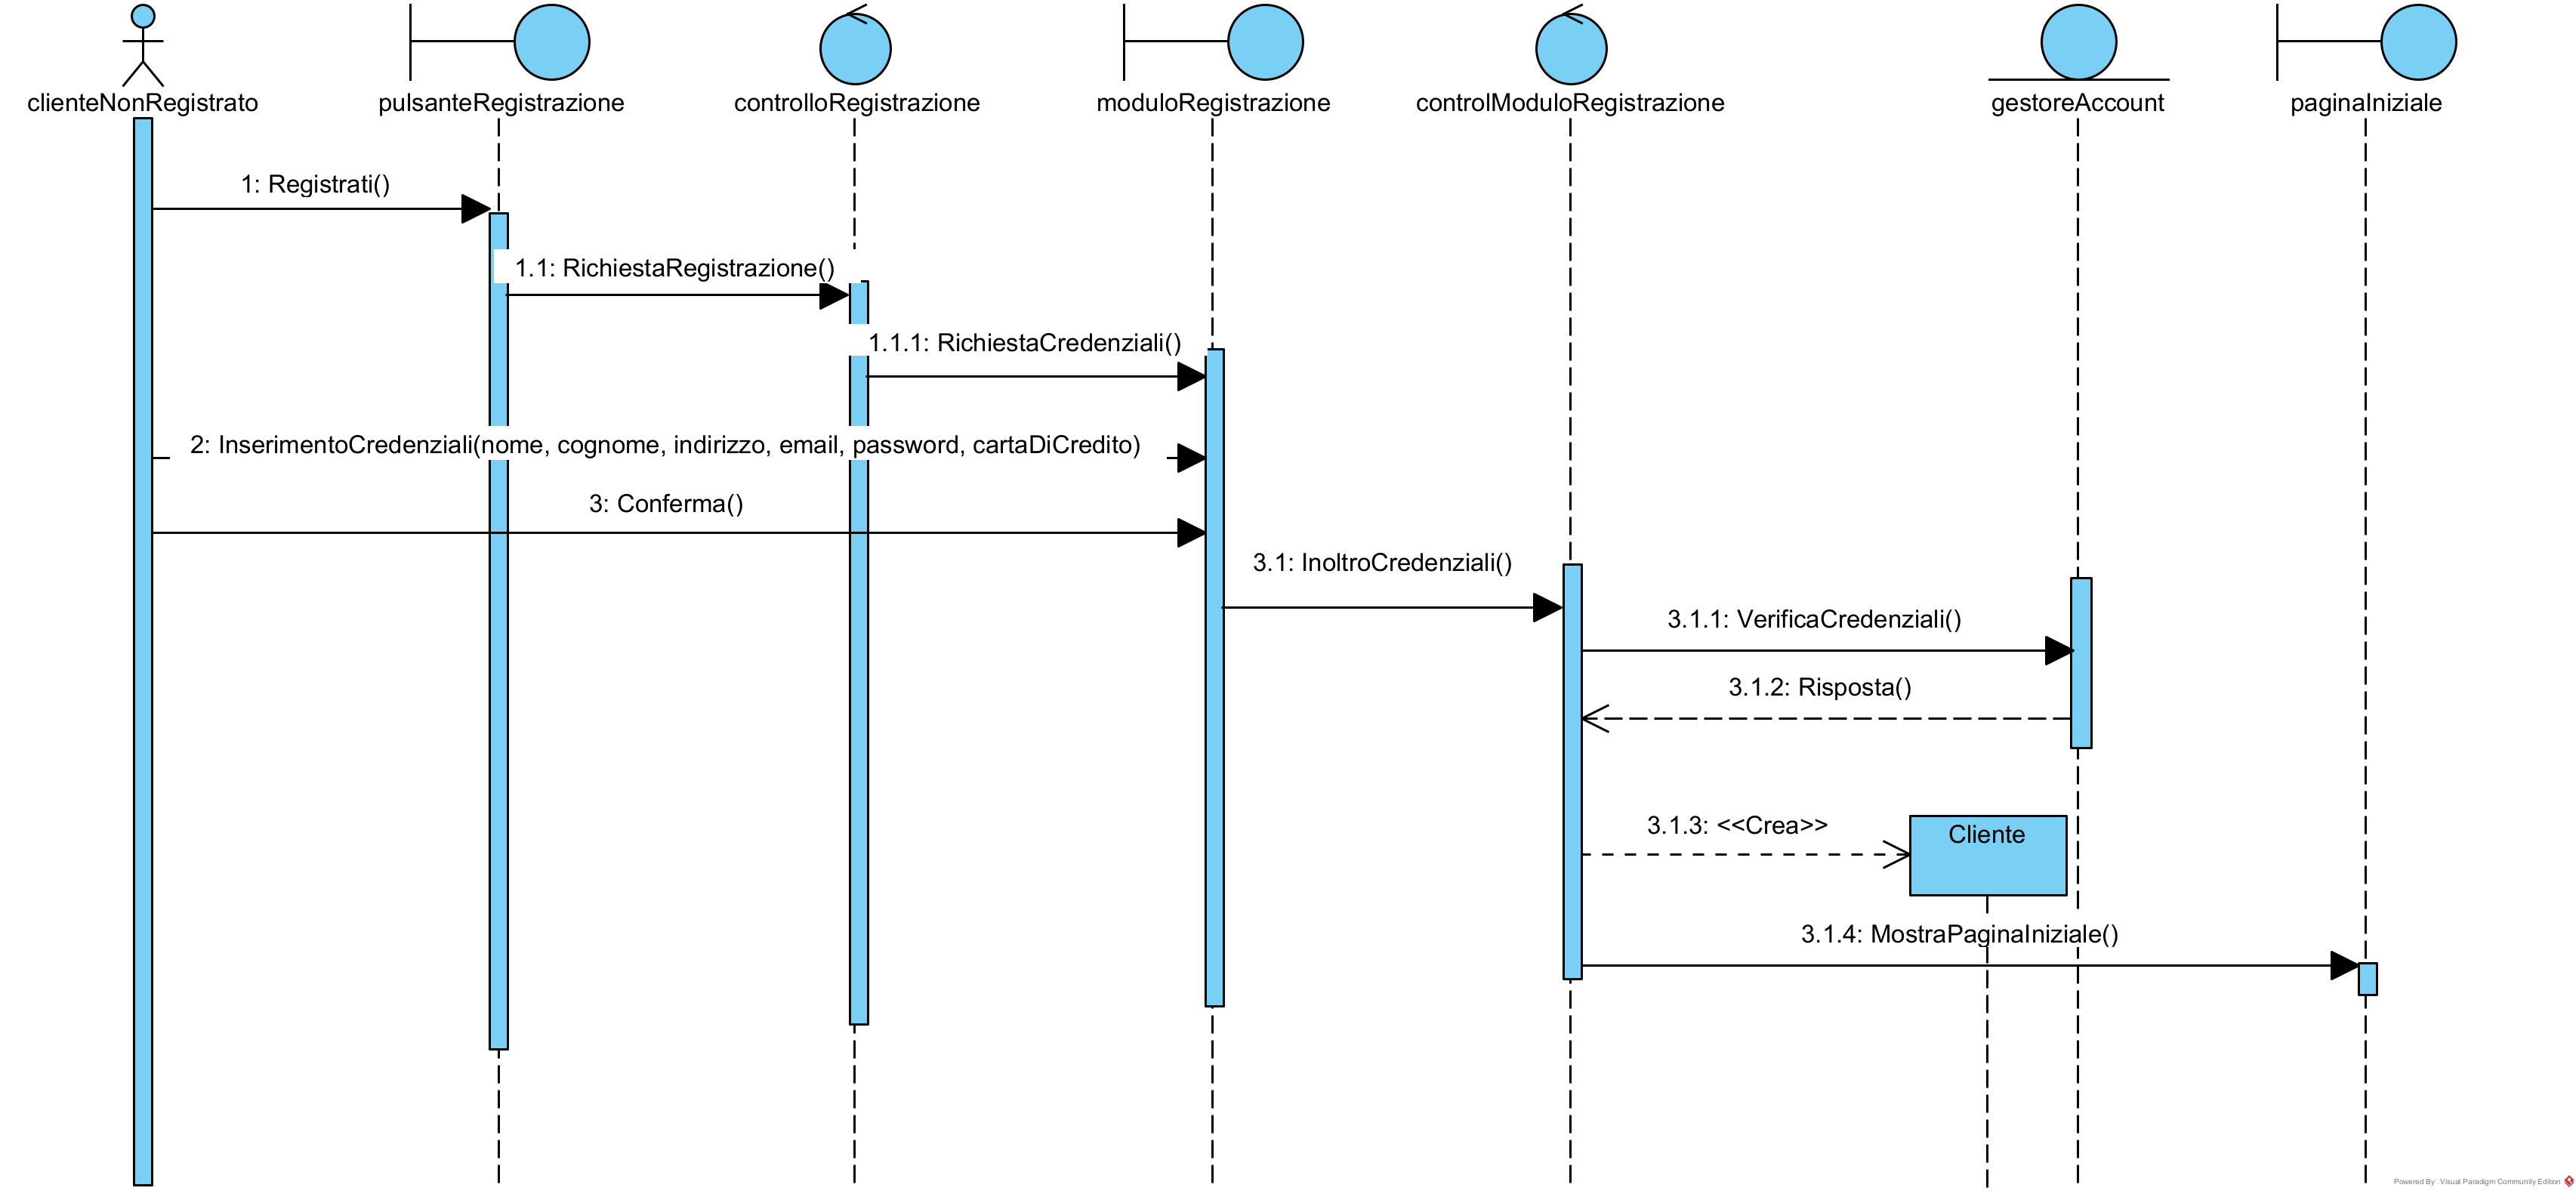 clienteNonRegistrato
pulsanteRegistrazione
controlloRegistrazione
moduloRegistrazione
controlModuloRegistrazione
gestoreAccount
paginaIniziale
1: Registrati()
1.1: RichiestaRegistrazione()
1.1.1: RichiestaCredenziali()
2: InserimentoCredenziali(nome, cognome, indirizzo, email, password, cartaDiCredito)
3: Conferma()
3.1: InoltroCredenziali()
3.1.1: VerificaCredenziali()
3.1.2: Risposta()
3.1.3: <<Crea>>
Cliente
3.1.4: MostraPaginaIniziale()
Powered By Visual Paradigm Community Edition